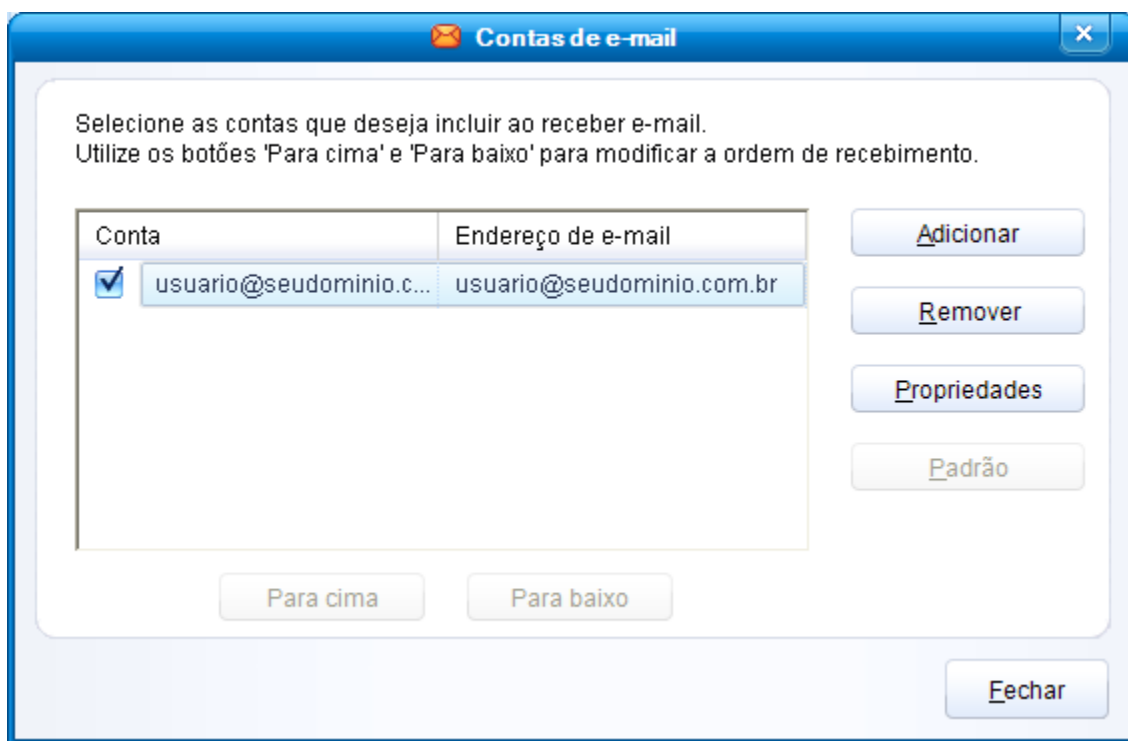 Contas de e-mail
Selecione as contas que deseja incluir ao receber e-mail.
Utilize os botões 'Para cima' e 'Para baixo' para modificar a ordem de recebimento.
Conta Endereço de e-mail
usuario@seudominio.c... usuario@seudominio.com.br
Adicionar
Remover
Propriedades
Padrão
Para cima Para baixo
Fechar